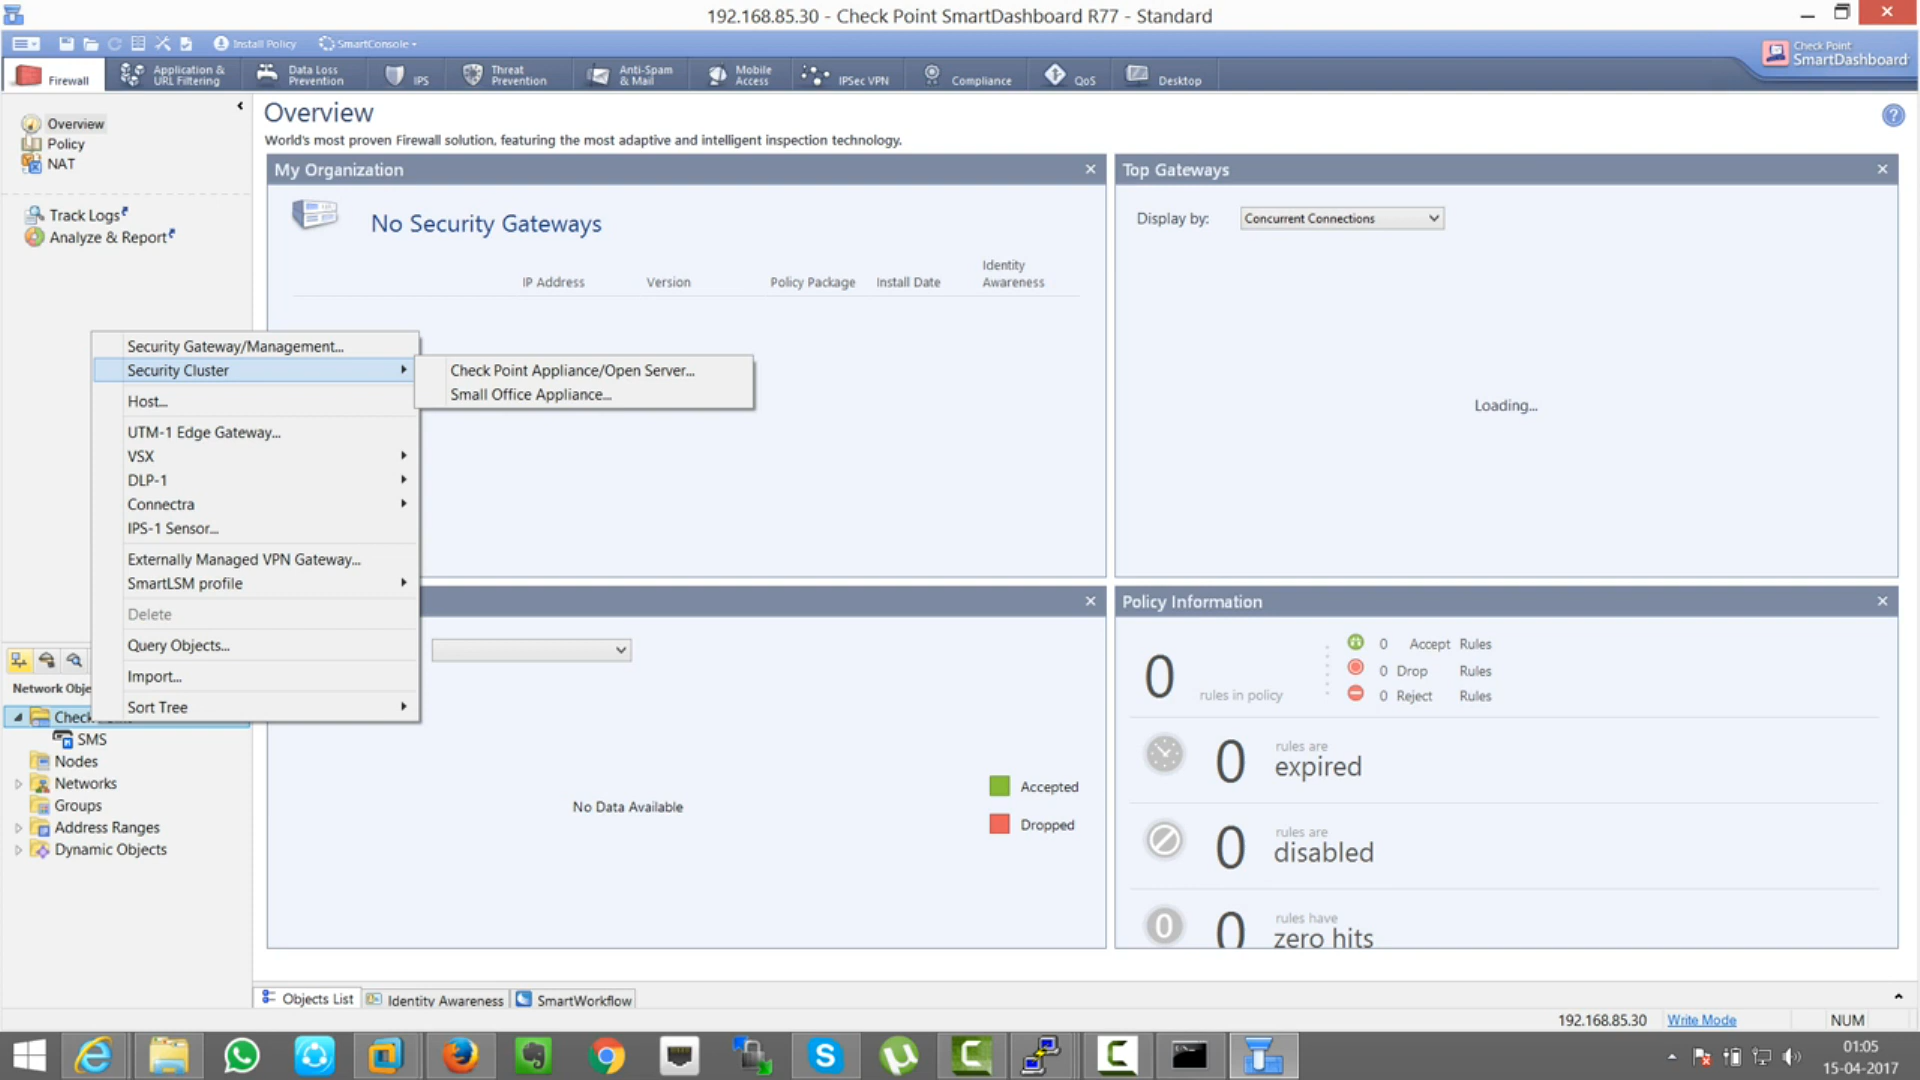 192.168.85.30 - Check Point SmartDashboard R77 - Standard
Install Policy
SmartConsole
Check Point
SmartDashboard
Firewall
Application &
URL Filtering
Data Loss
Prevention
IPS
Threat
Prevention
Anti-Spam
& Mail
Mobile
Access
IPSec VPN
Compliance
QoS
Desktop
Overview
Policy
NAT
Track Logs
Analyze & Report
Overview
World's most proven Firewall solution, featuring the most adaptive and intelligent inspection technology.
My Organization
No Security Gateways
IP Address
Version
Policy Package
Install Date
Identity
Awareness
Top Gateways
Display by:
Concurrent Connections
Loading...
Security Gateway/Management...
Security Cluster
Host...
UTM-1 Edge Gateway...
VSX
DLP-1
Connectra
IPS-1 Sensor...
Externally Managed VPN Gateway...
SmartLSM profile
Delete
Query Objects...
Import...
Sort Tree
Check Point Appliance/Open Server...
Small Office Appliance...
Network Obje
Check
SMS
Nodes
Networks
Groups
Address Ranges
Dynamic Objects
No Data Available
Accepted
Dropped
Policy Information
0 rules in policy
0 Accept Rules
0 Drop Rules
0 Reject Rules
0 rules are
expired
0 rules are
disabled
0 0 rules have
zero hits
Objects List
Identity Awareness
SmartWorkflow
192.168.85.30
Write Mode
NUM
01:05
15-04-2017